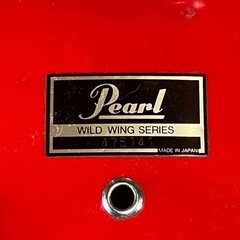 Pearl
WILD WING SERIES
475141
MADE IN JAPAN